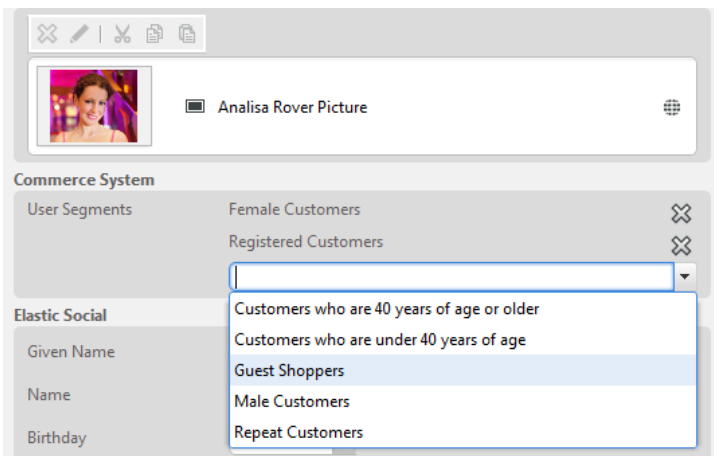 Analisa Rover Picture
Commerce System
User Segments
Female Customers
Registered Customers
Customers who are 40 years of age or older
Elastic Social
Customers who are under 40 years of age
Given Name
Guest Shoppers
Name
Male Customers
Birthday
Repeat Customers